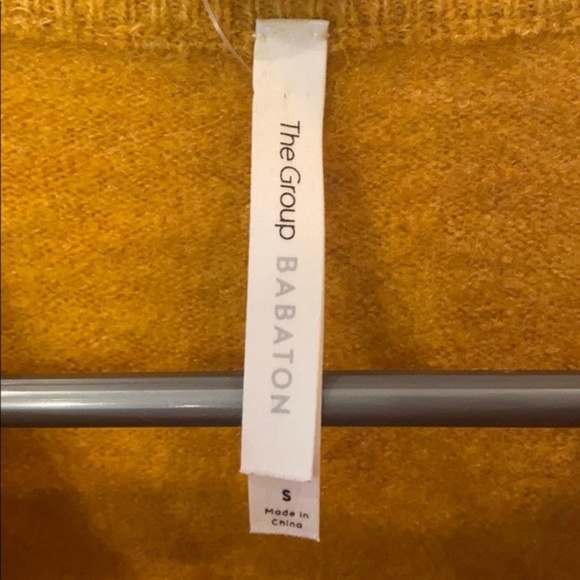 The Group BABATON
S
Made in
China